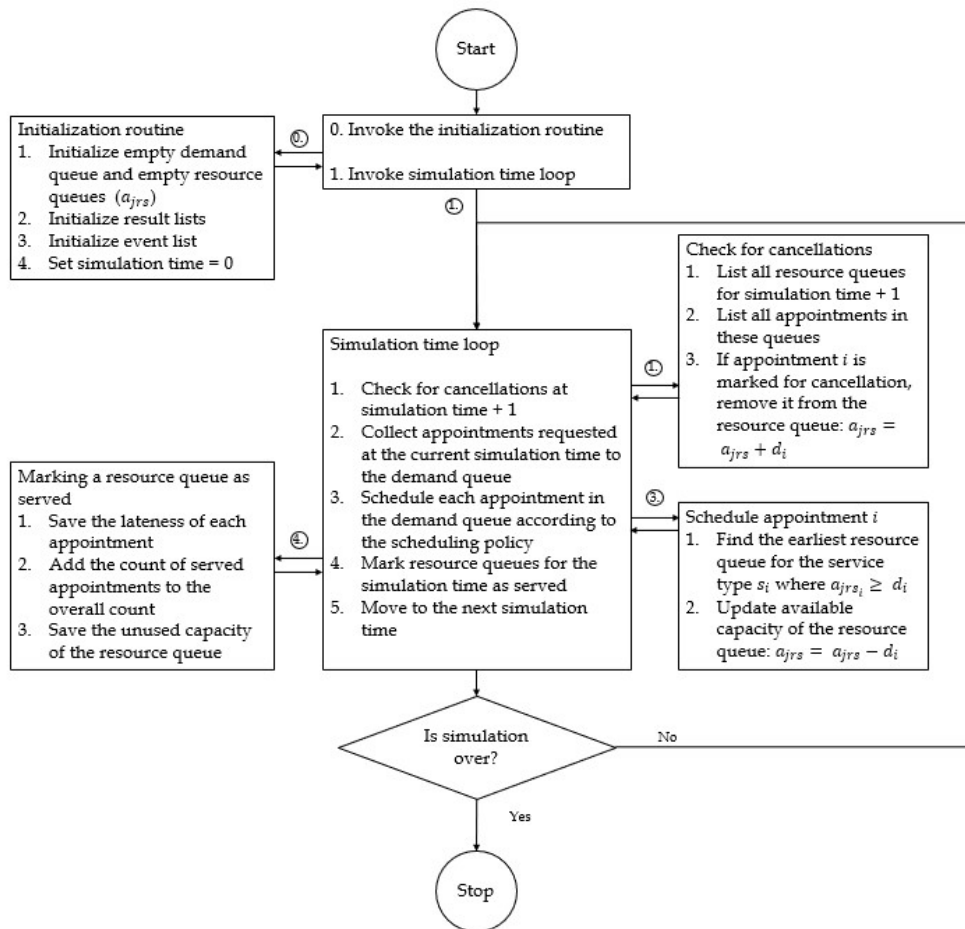 Start
0. Invoke the initialization routine
1. Invoke simulation time loop
0.
Initialization routine
1. Initialize empty demand
queue and empty resource
queues (a_jrs)
2. Initialize result lists
3. Initialize event list
4. Set simulation time = 0
1.
Check for cancellations
1. List all resource queues
for simulation time + 1
2. List all appointments in
these queues
3. If appointment i is
marked for cancellation,
remove it from the
resource queue: a_jrs =
a_jrs + d_i
Simulation time loop
1. Check for cancellations at
simulation time + 1
2. Collect appointments requested
at the current simulation time to
the demand queue
3. Schedule each appointment in
the demand queue according to
the scheduling policy
4. Mark resource queues for the
simulation time as served
5. Move to the next simulation
time
1.
3.
4.
Marking a resource queue as
served
1. Save the lateness of each
appointment
2. Add the count of served
appointments to the
overall count
3. Save the unused capacity
of the resource queue
Schedule appointment i
1. Find the earliest resource
queue for the service
type s_i where a_jrs_i ≥ d_i
2. Update available
capacity of the resource
queue: a_jrs = a_jrs − d_i
Is simulation
over?
No
Yes
Stop